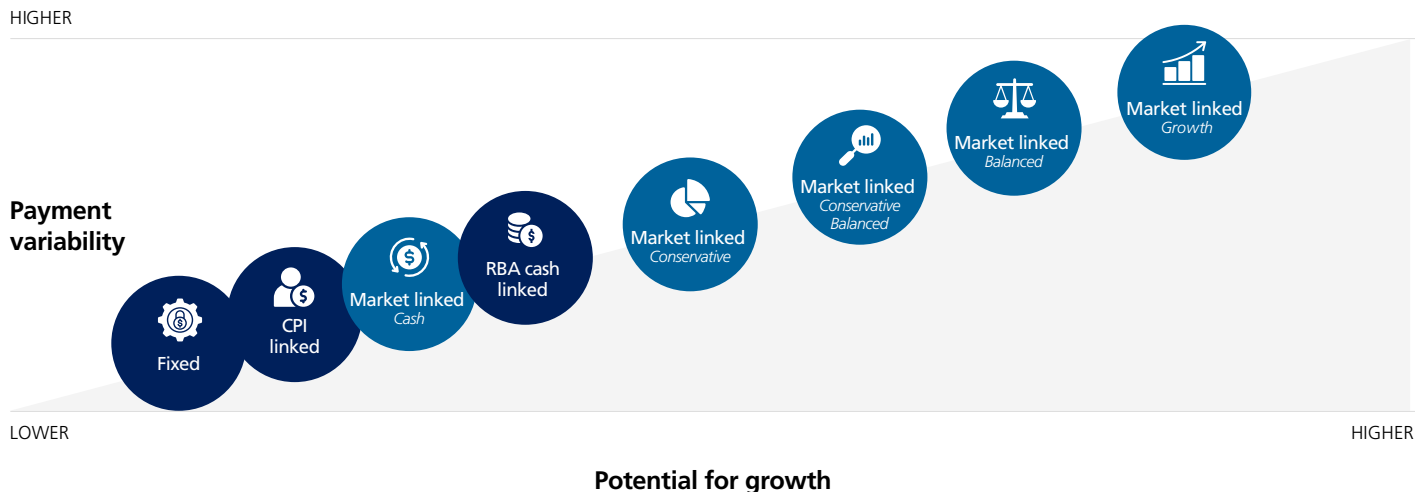 HIGHER
Payment
variability
Fixed
CPI
linked
Market linked
Cash
RBA cash
linked
Market linked
Conservative
Market linked
Conservative
Balanced
Market linked
Balanced
Market linked
Growth
LOWER
HIGHER
Potential for growth